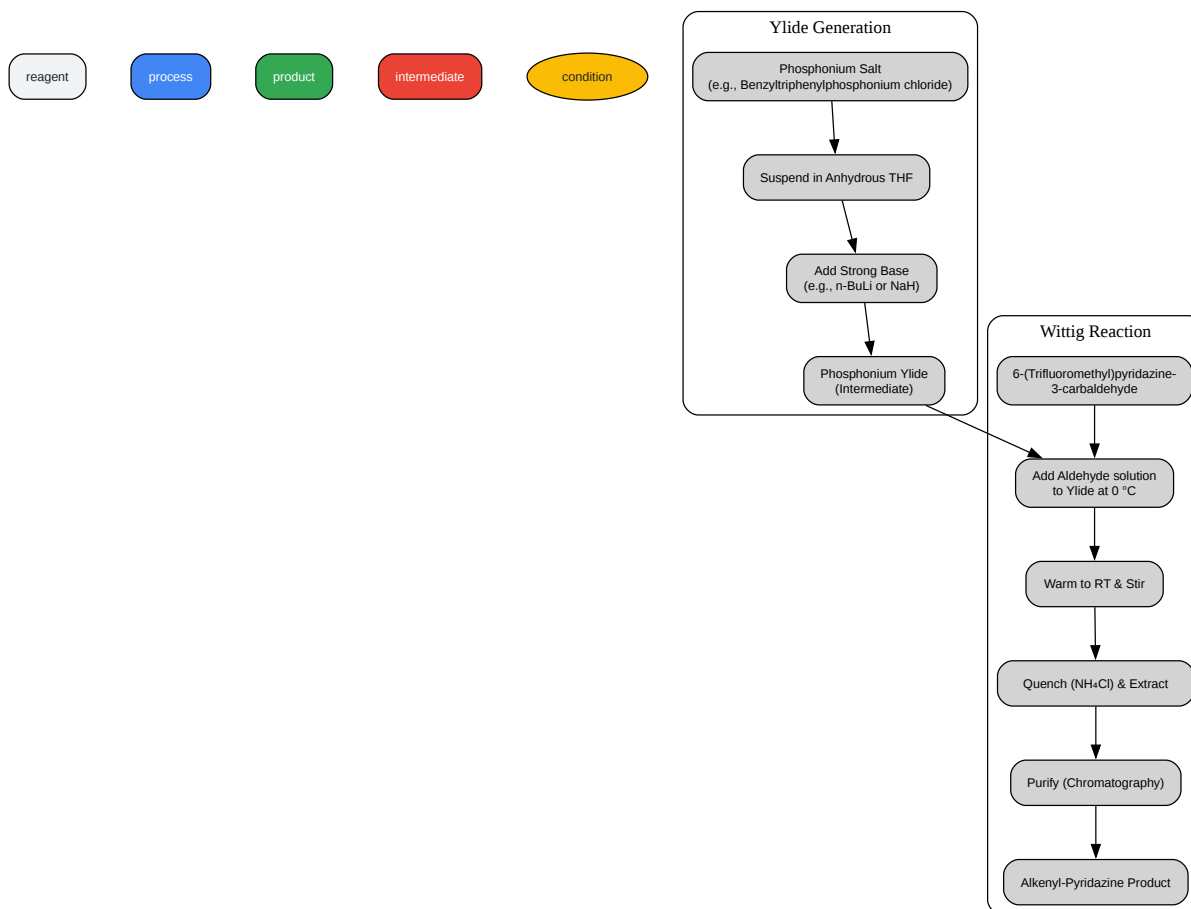 reagent
process
product
intermediate
condition
Ylide Generation
Phosphonium Salt
(e.g., Benzyltriphenylphosphonium chloride)
Suspend in Anhydrous THF
Add Strong Base
(e.g., n-BuLi or NaH)
Phosphonium Ylide
(Intermediate)
Wittig Reaction
6-(Trifluoromethyl)pyridazine-
3-carbaldehyde
Add Aldehyde solution
to Ylide at 0 °C
Warm to RT & Stir
Quench (NH₄Cl) & Extract
Purify (Chromatography)
Alkenyl-Pyridazine Product